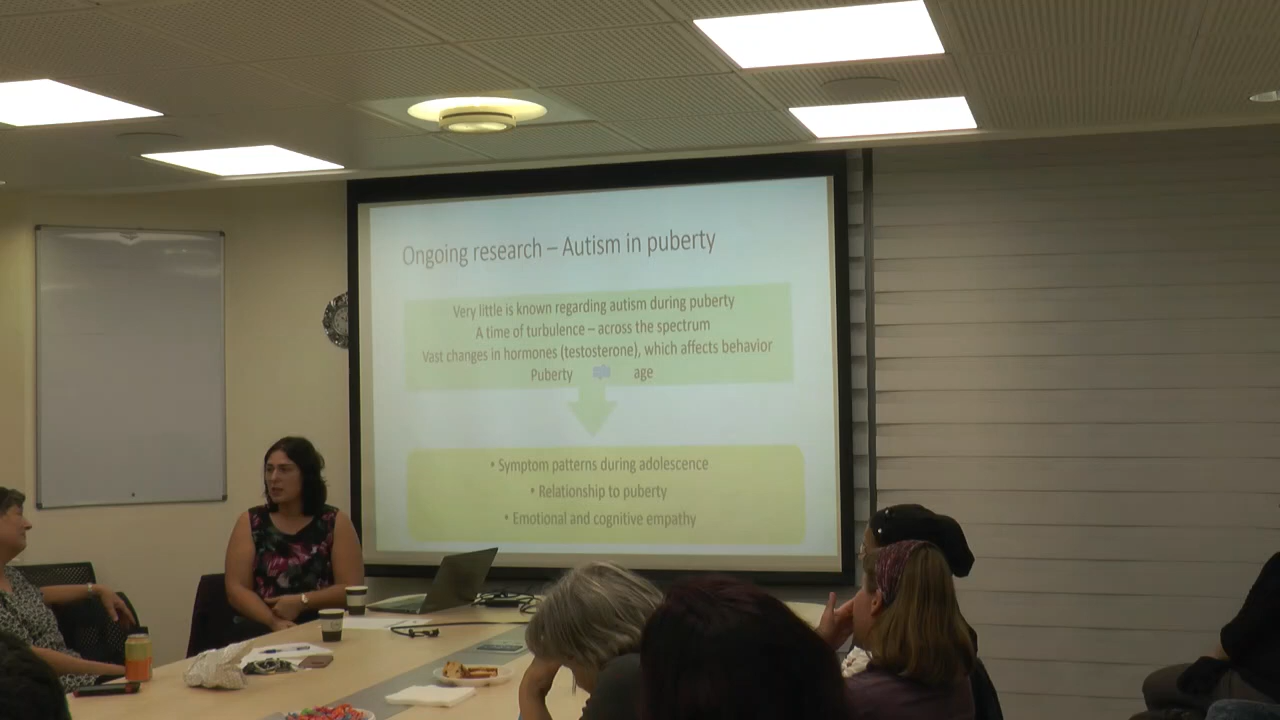 Ongoing research – Autism in puberty
Very little is known regarding autism during puberty
A time of turbulence – across the spectrum
Vast changes in hormones (testosterone), which affects behavior
Puberty age
• Symptom patterns during adolescence
• Relationship to puberty
• Emotional and cognitive empathy